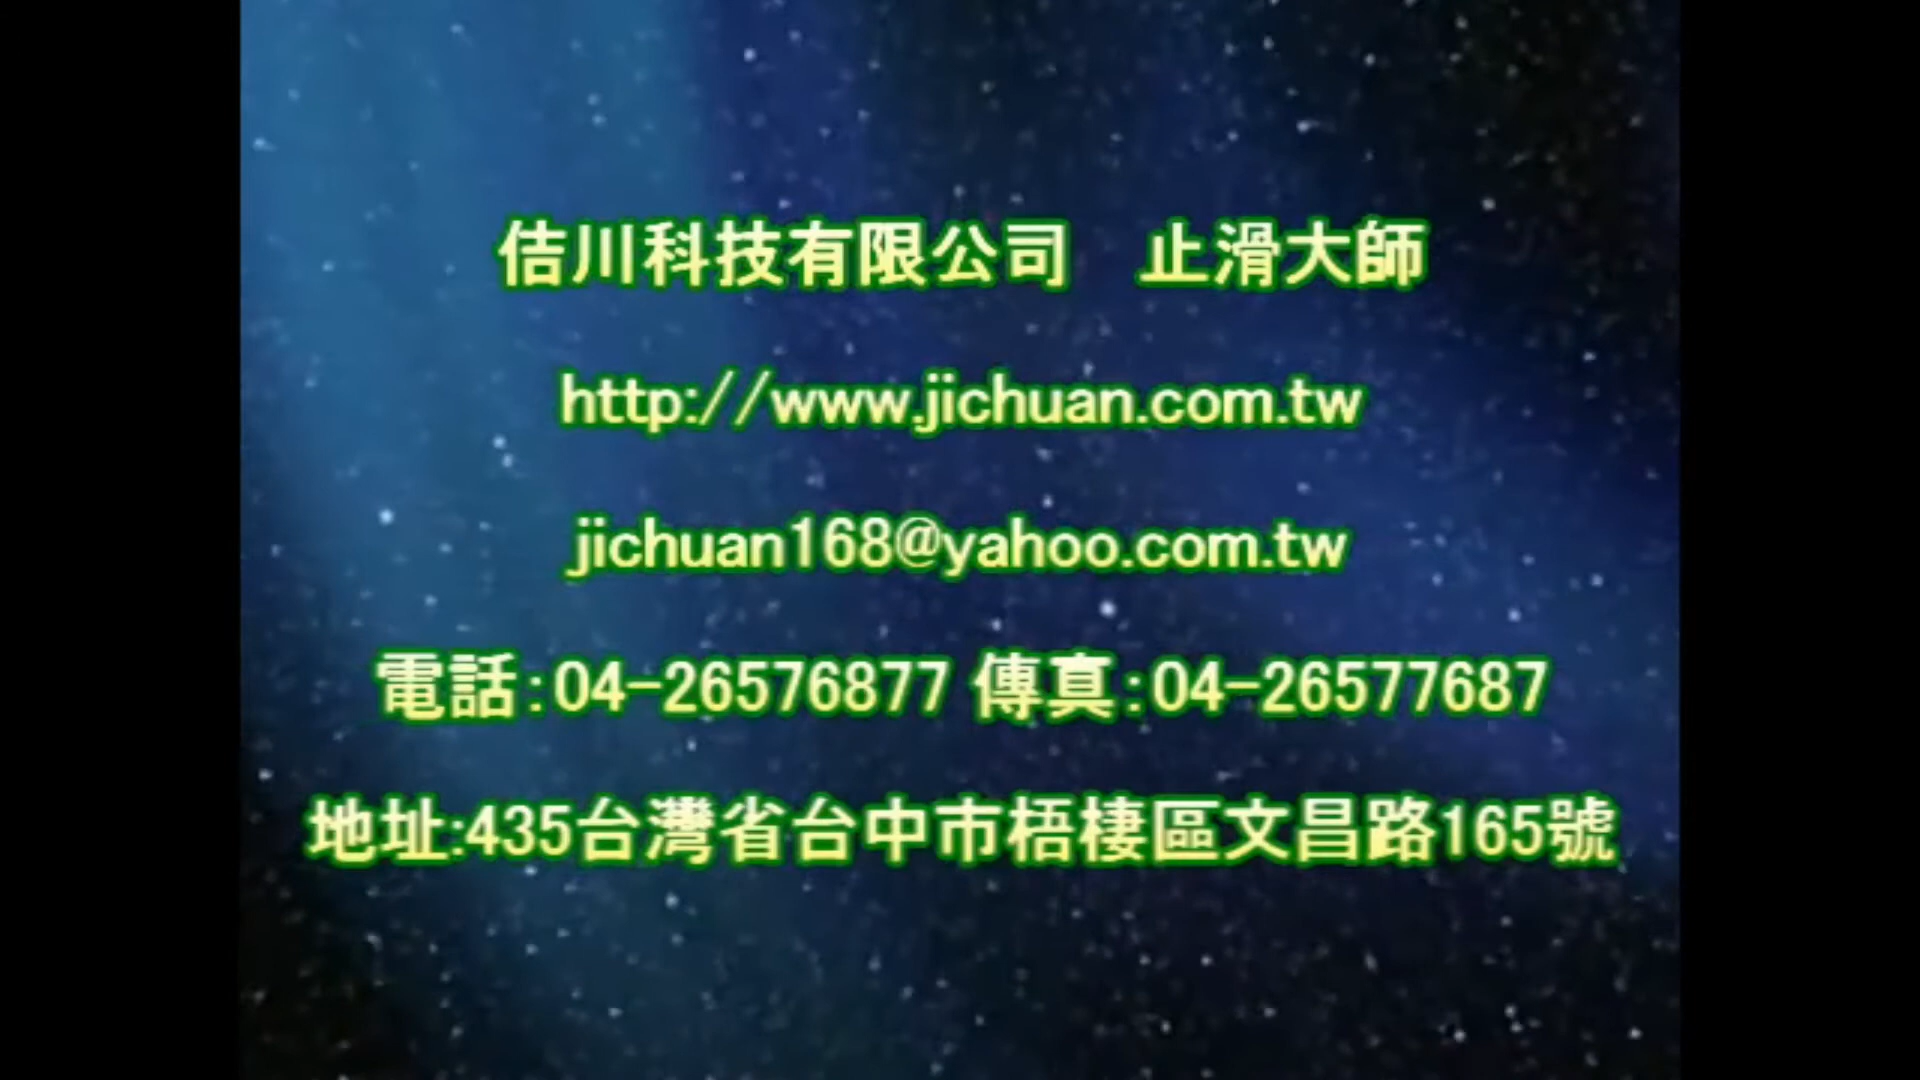 佶川科技有限公司　止滑大師
http://www.jichuan.com.tw
jichuan168@yahoo.com.tw
電話:04-26576877 傳真:04-26577687
地址:435台灣省台中市梧棲區文昌路165號